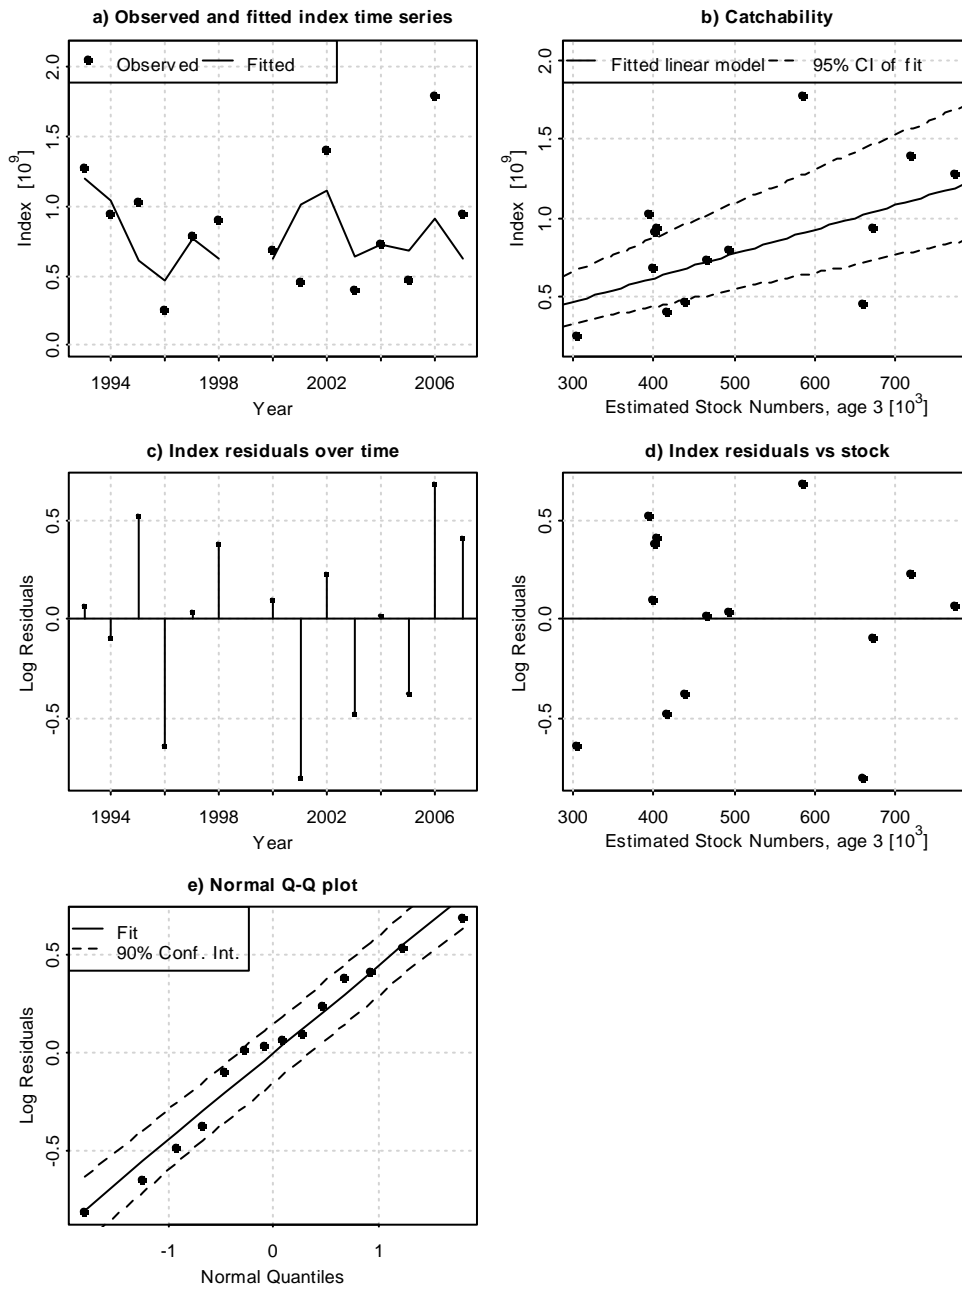 a) Observed and fitted index time series
Observed Fitted
Index [10^9]
0.0 0.5 1.0 1.5 2.0
1994 1998 2002 2006
Year
b) Catchability
Fitted linear model 95% CI of fit
Index [10^9]
0.5 1.0 1.5 2.0
300 400 500 600 700
Estimated Stock Numbers, age 3 [10^3]
c) Index residuals over time
Log Residuals
-0.5 0.0 0.5
1994 1998 2002 2006
Year
d) Index residuals vs stock
Log Residuals
-0.5 0.0 0.5
300 400 500 600 700
Estimated Stock Numbers, age 3 [10^3]
e) Normal Q-Q plot
Fit
90% Conf. Int.
Log Residuals
-0.5 0.0 0.5
-1 0 1
Normal Quantiles